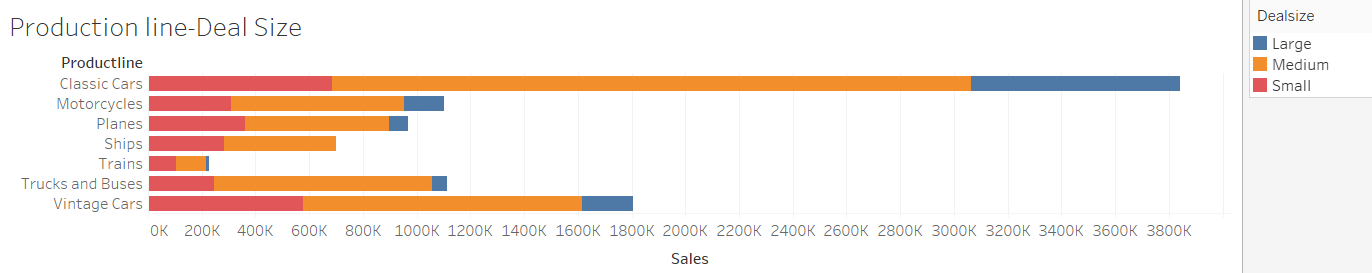 Production line-Deal Size
Productline
Classic Cars
Motorcycles
Planes
Ships
Trains
Trucks and Buses
Vintage Cars
0K 200K 400K 600K 800K 1000K 1200K 1400K 1600K 1800K 2000K 2200K 2400K 2600K 2800K 3000K 3200K 3400K 3600K 3800K
Sales
Dealsize
Large
Medium
Small